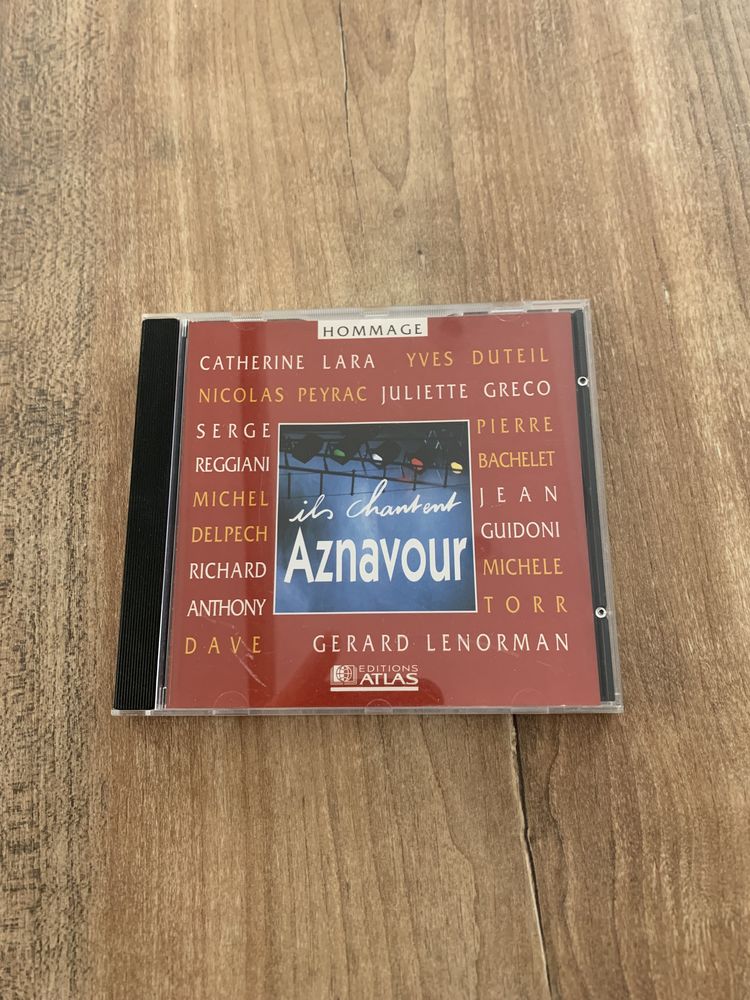 HOMMAGE
CATHERINE LARA YVES DUTEIL
NICOLAS PEYRAC JULIETTE GRECO
SERGE
REGGIANI
MICHEL
DELPECH
RICHARD
ANTHONY
DAVE
ils chantent
Aznavour
PIERRE
BACHELET
JEAN
GUIDONI
MICHELE
TORR
GERARD LENORMAN
EDITIONS
ATLAS